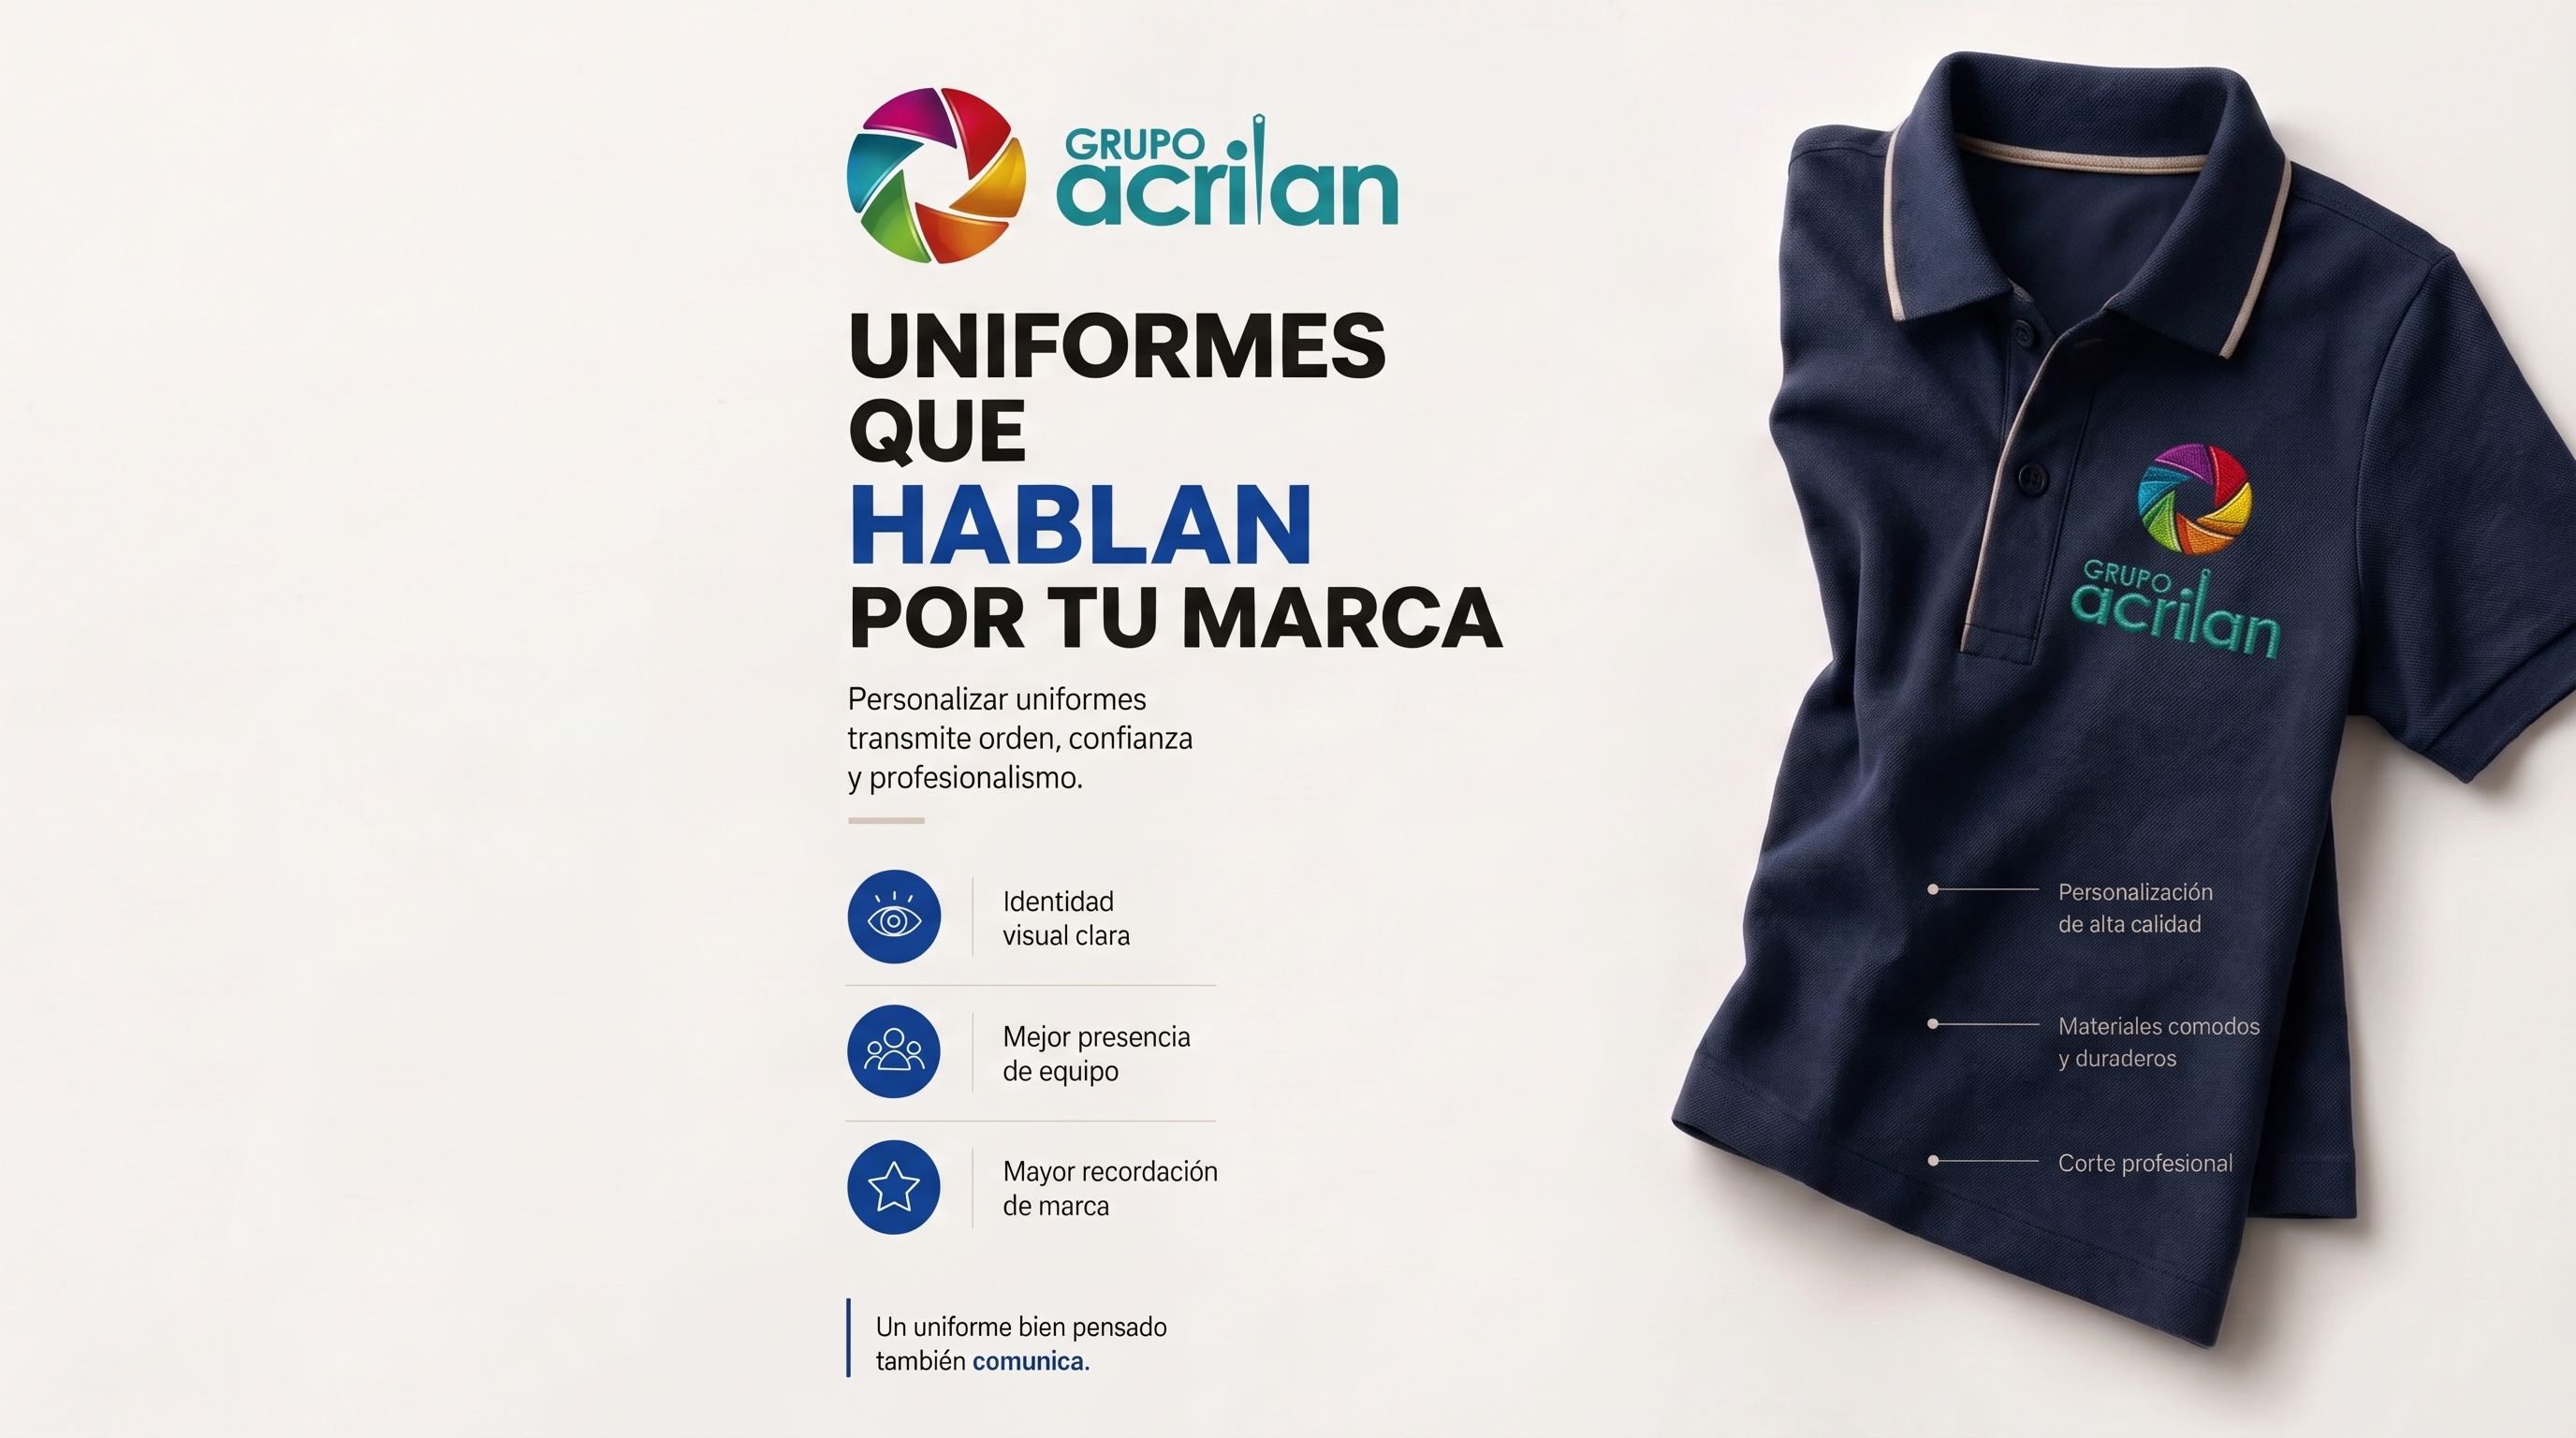 GRUPO
acrilan
UNIFORMES
QUE
HABLAN
POR TU MARCA
Personalizar uniformes
transmite orden, confianza
y profesionalismo.
Identidad
visual clara
Mejor presencia
de equipo
Mayor recordación
de marca
Un uniforme bien pensado
también comunica.
GRUPO
acrilan
Personalización
de alta calidad
Materiales comodos
y duraderos
Corte profesional